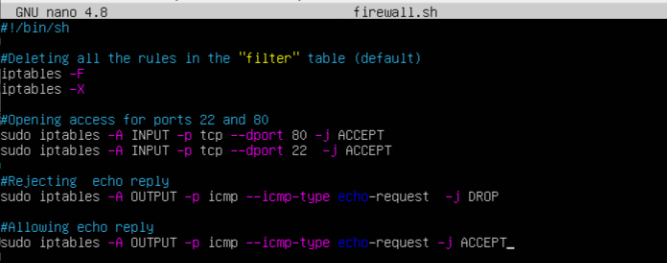 GNU nano 4.8 firewall.sh
#!/bin/sh
#Deleting all the rules in the "filter" table (default)
iptables -F
iptables -X
#Opening access for ports 22 and 80
sudo iptables -A INPUT -p tcp --dport 80 -j ACCEPT
sudo iptables -A INPUT -p tcp --dport 22  -j ACCEPT
#Rejecting  echo reply
sudo iptables -A OUTPUT -p icmp --icmp-type echo-request  -j DROP
#Allowing echo reply
sudo iptables -A OUTPUT -p icmp --icmp-type echo-request -j ACCEPT_